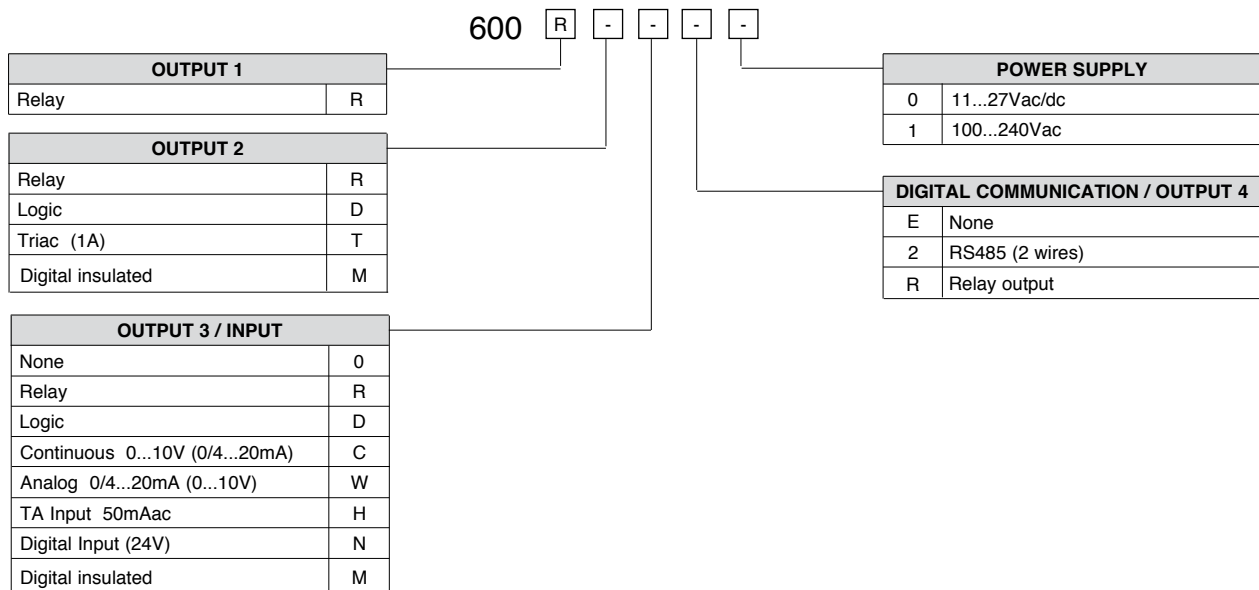 600 R - - - -
OUTPUT 1
Relay R
OUTPUT 2
Relay R
Logic D
Triac (1A) T
Digital insulated M
OUTPUT 3 / INPUT
None 0
Relay R
Logic D
Continuous 0...10V (0/4...20mA) C
Analog 0/4...20mA (0...10V) W
TA Input 50mAac H
Digital Input (24V) N
Digital insulated M
POWER SUPPLY
0 11...27Vac/dc
1 100...240Vac
DIGITAL COMMUNICATION / OUTPUT 4
E None
2 RS485 (2 wires)
R Relay output